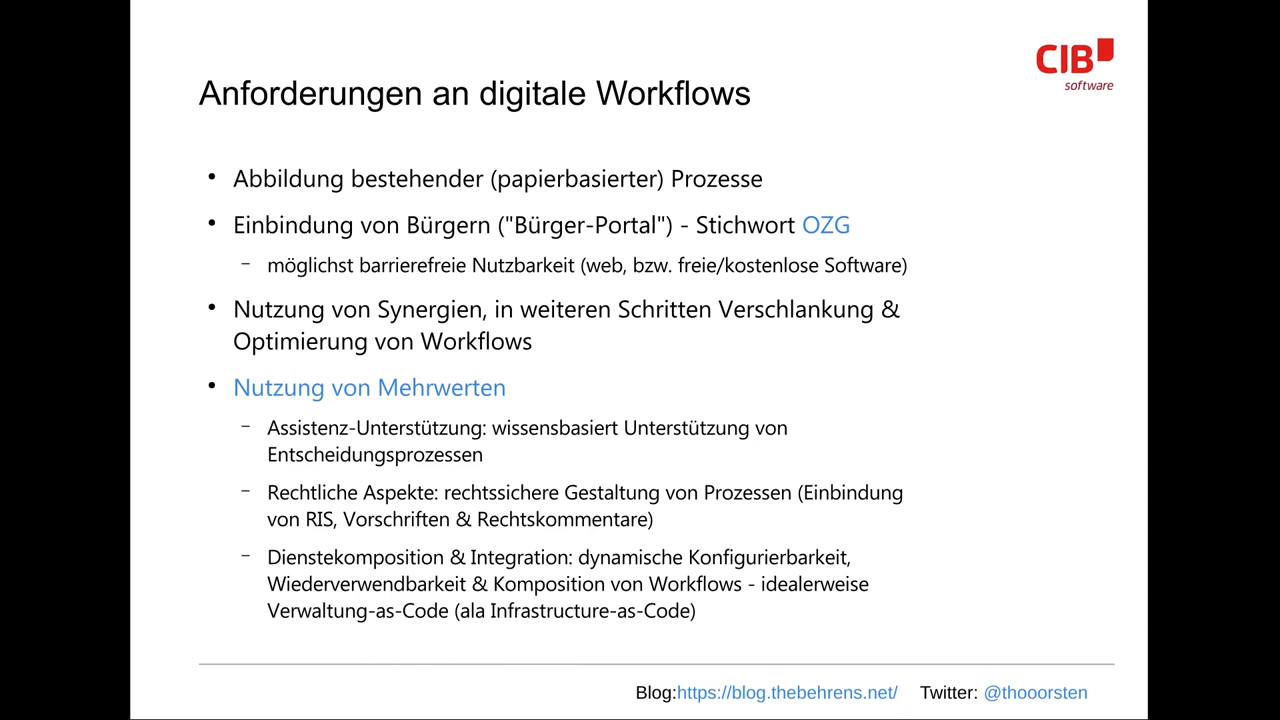 CIB
software
Anforderungen an digitale Workflows
• Abbildung bestehender (papierbasierter) Prozesse
• Einbindung von Bürgern ("Bürger-Portal") - Stichwort OZG
– möglichst barrierefreie Nutzbarkeit (web, bzw. freie/kostenlose Software)
• Nutzung von Synergien, in weiteren Schritten Verschlankung &
Optimierung von Workflows
• Nutzung von Mehrwerten
– Assistenz-Unterstützung: wissensbasiert Unterstützung von
Entscheidungsprozessen
– Rechtliche Aspekte: rechtssichere Gestaltung von Prozessen (Einbindung
von RIS, Vorschriften & Rechtskommentare)
– Dienstekomposition & Integration: dynamische Konfigurierbarkeit,
Wiederverwendbarkeit & Komposition von Workflows - idealerweise
Verwaltung-as-Code (ala Infrastructure-as-Code)
Blog:https://blog.thebehrens.net/ Twitter: @thooorsten